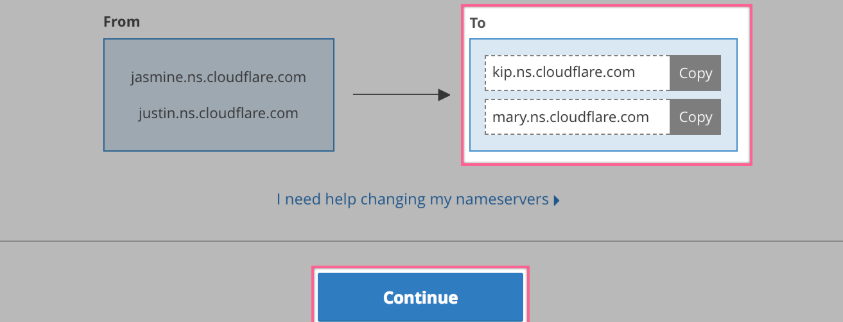 From
jasmine.ns.cloudflare.com
justin.ns.cloudflare.com
To
kip.ns.cloudflare.com Copy
mary.ns.cloudflare.com Copy
I need help changing my nameservers
Continue